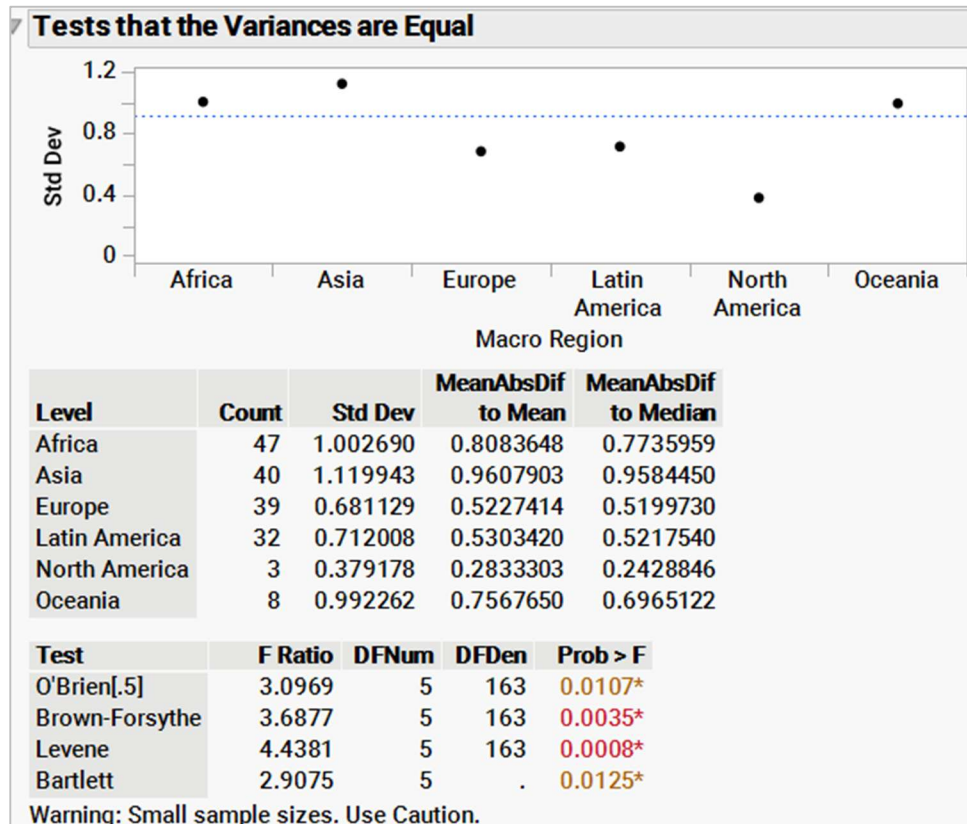 Tests that the Variances are Equal
1.2
0.8
0.4
0
Std Dev
Africa Asia Europe Latin America North America Oceania
Macro Region
Level Count Std Dev MeanAbsDif to Mean MeanAbsDif to Median
Africa 47 1.002690 0.8083648 0.7735959
Asia 40 1.119943 0.9607903 0.9584450
Europe 39 0.681129 0.5227414 0.5199730
Latin America 32 0.712008 0.5303420 0.5217540
North America 3 0.379178 0.2833303 0.2428846
Oceania 8 0.992262 0.7567650 0.6965122
Test F Ratio DFNum DFDen Prob > F
O'Brien[.5] 3.0969 5 163 0.0107*
Brown-Forsythe 3.6877 5 163 0.0035*
Levene 4.4381 5 163 0.0008*
Bartlett 2.9075 5 . 0.0125*
Warning: Small sample sizes. Use Caution.